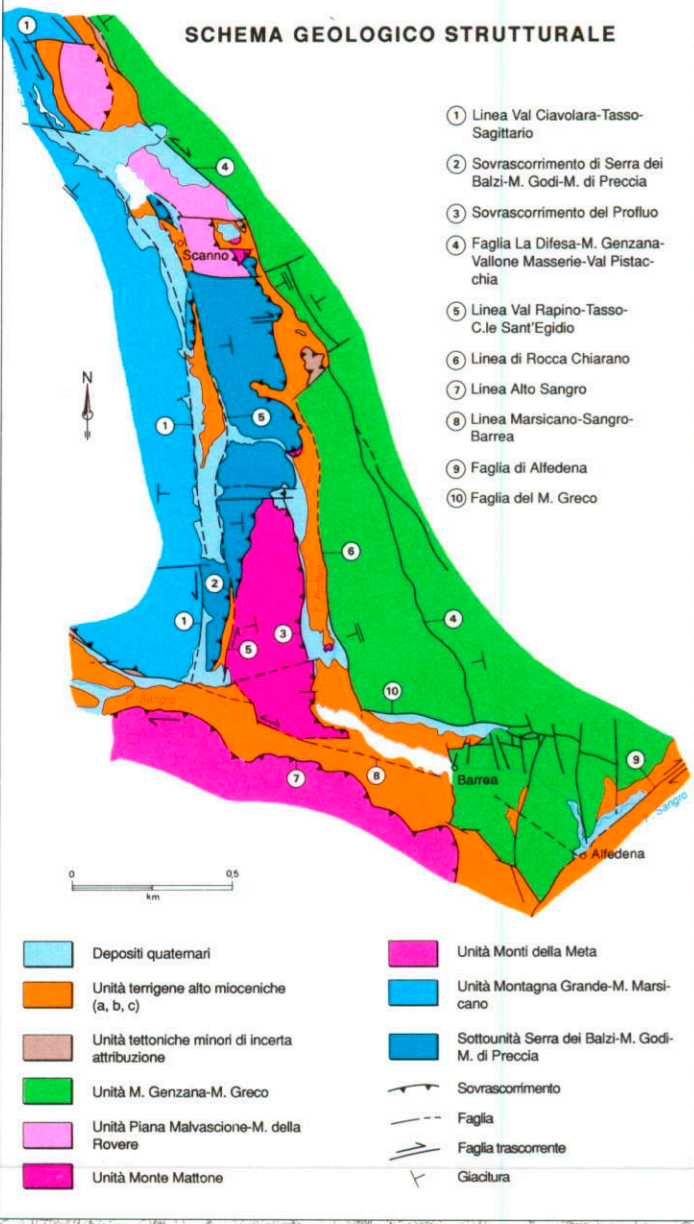 SCHEMA GEOLOGICO STRUTTURALE
1 Linea Val Ciavolara-Tasso-
Sagittario
2 Sovrascorrimento di Serra dei
Balzi-M. Godi-M. di Preccia
3 Sovrascorrimento del Profluo
4 Faglia La Difesa-M. Genzana-
Vallone Masserie-Val Pistac-
chia
5 Linea Val Rapino-Tasso-
C.le Sant'Egidio
6 Linea di Rocca Chiarano
7 Linea Alto Sangro
8 Linea Marsicano-Sangro-
Barrea
9 Faglia di Alfedena
10 Faglia del M. Greco
1
4
Scanno
N
1
5
6
2
1
5
3
4
10
Sangro
7
8
Barrea
9
F. Sangro
Alfedena
0 0,5
km
Depositi quaternari
Unità terrigene alto mioceniche
(a, b, c)
Unità tettoniche minori di incerta
attribuzione
Unità M. Genzana-M. Greco
Unità Piana Malvascione-M. della
Rovere
Unità Monte Mattone
Unità Monti della Meta
Unità Montagna Grande-M. Marsi-
cano
Sottounità Serra dei Balzi-M. Godi-
M. di Preccia
Sovrascorrimento
Faglia
Faglia trascorrente
Giacitura